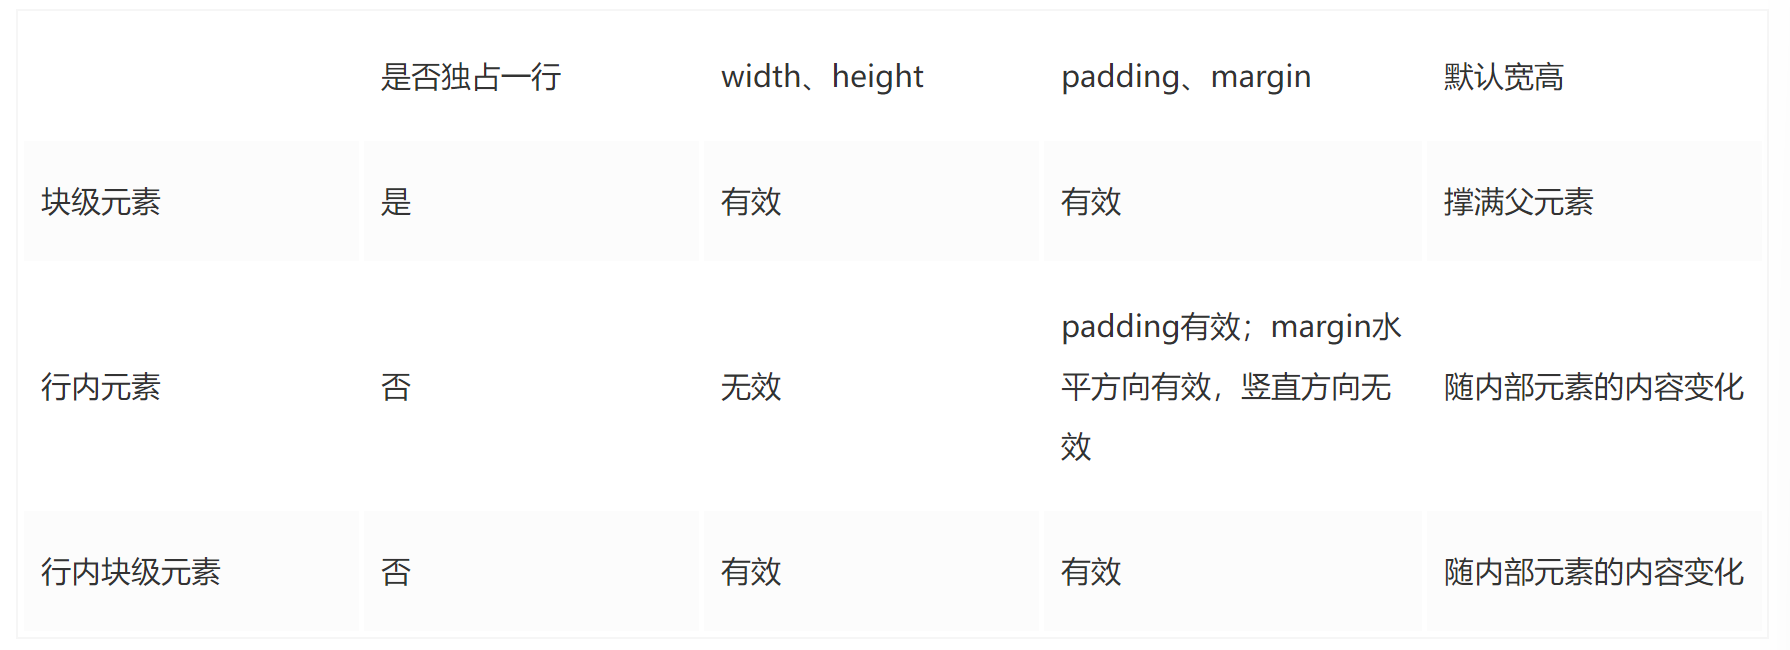 是否独占一行 width、height padding、margin 默认宽高
块级元素 是 有效 有效 撑满父元素
行内元素 否 无效 padding有效；margin水
平方向有效，竖直方向无
效 随内部元素的内容变化
行内块级元素 否 有效 有效 随内部元素的内容变化